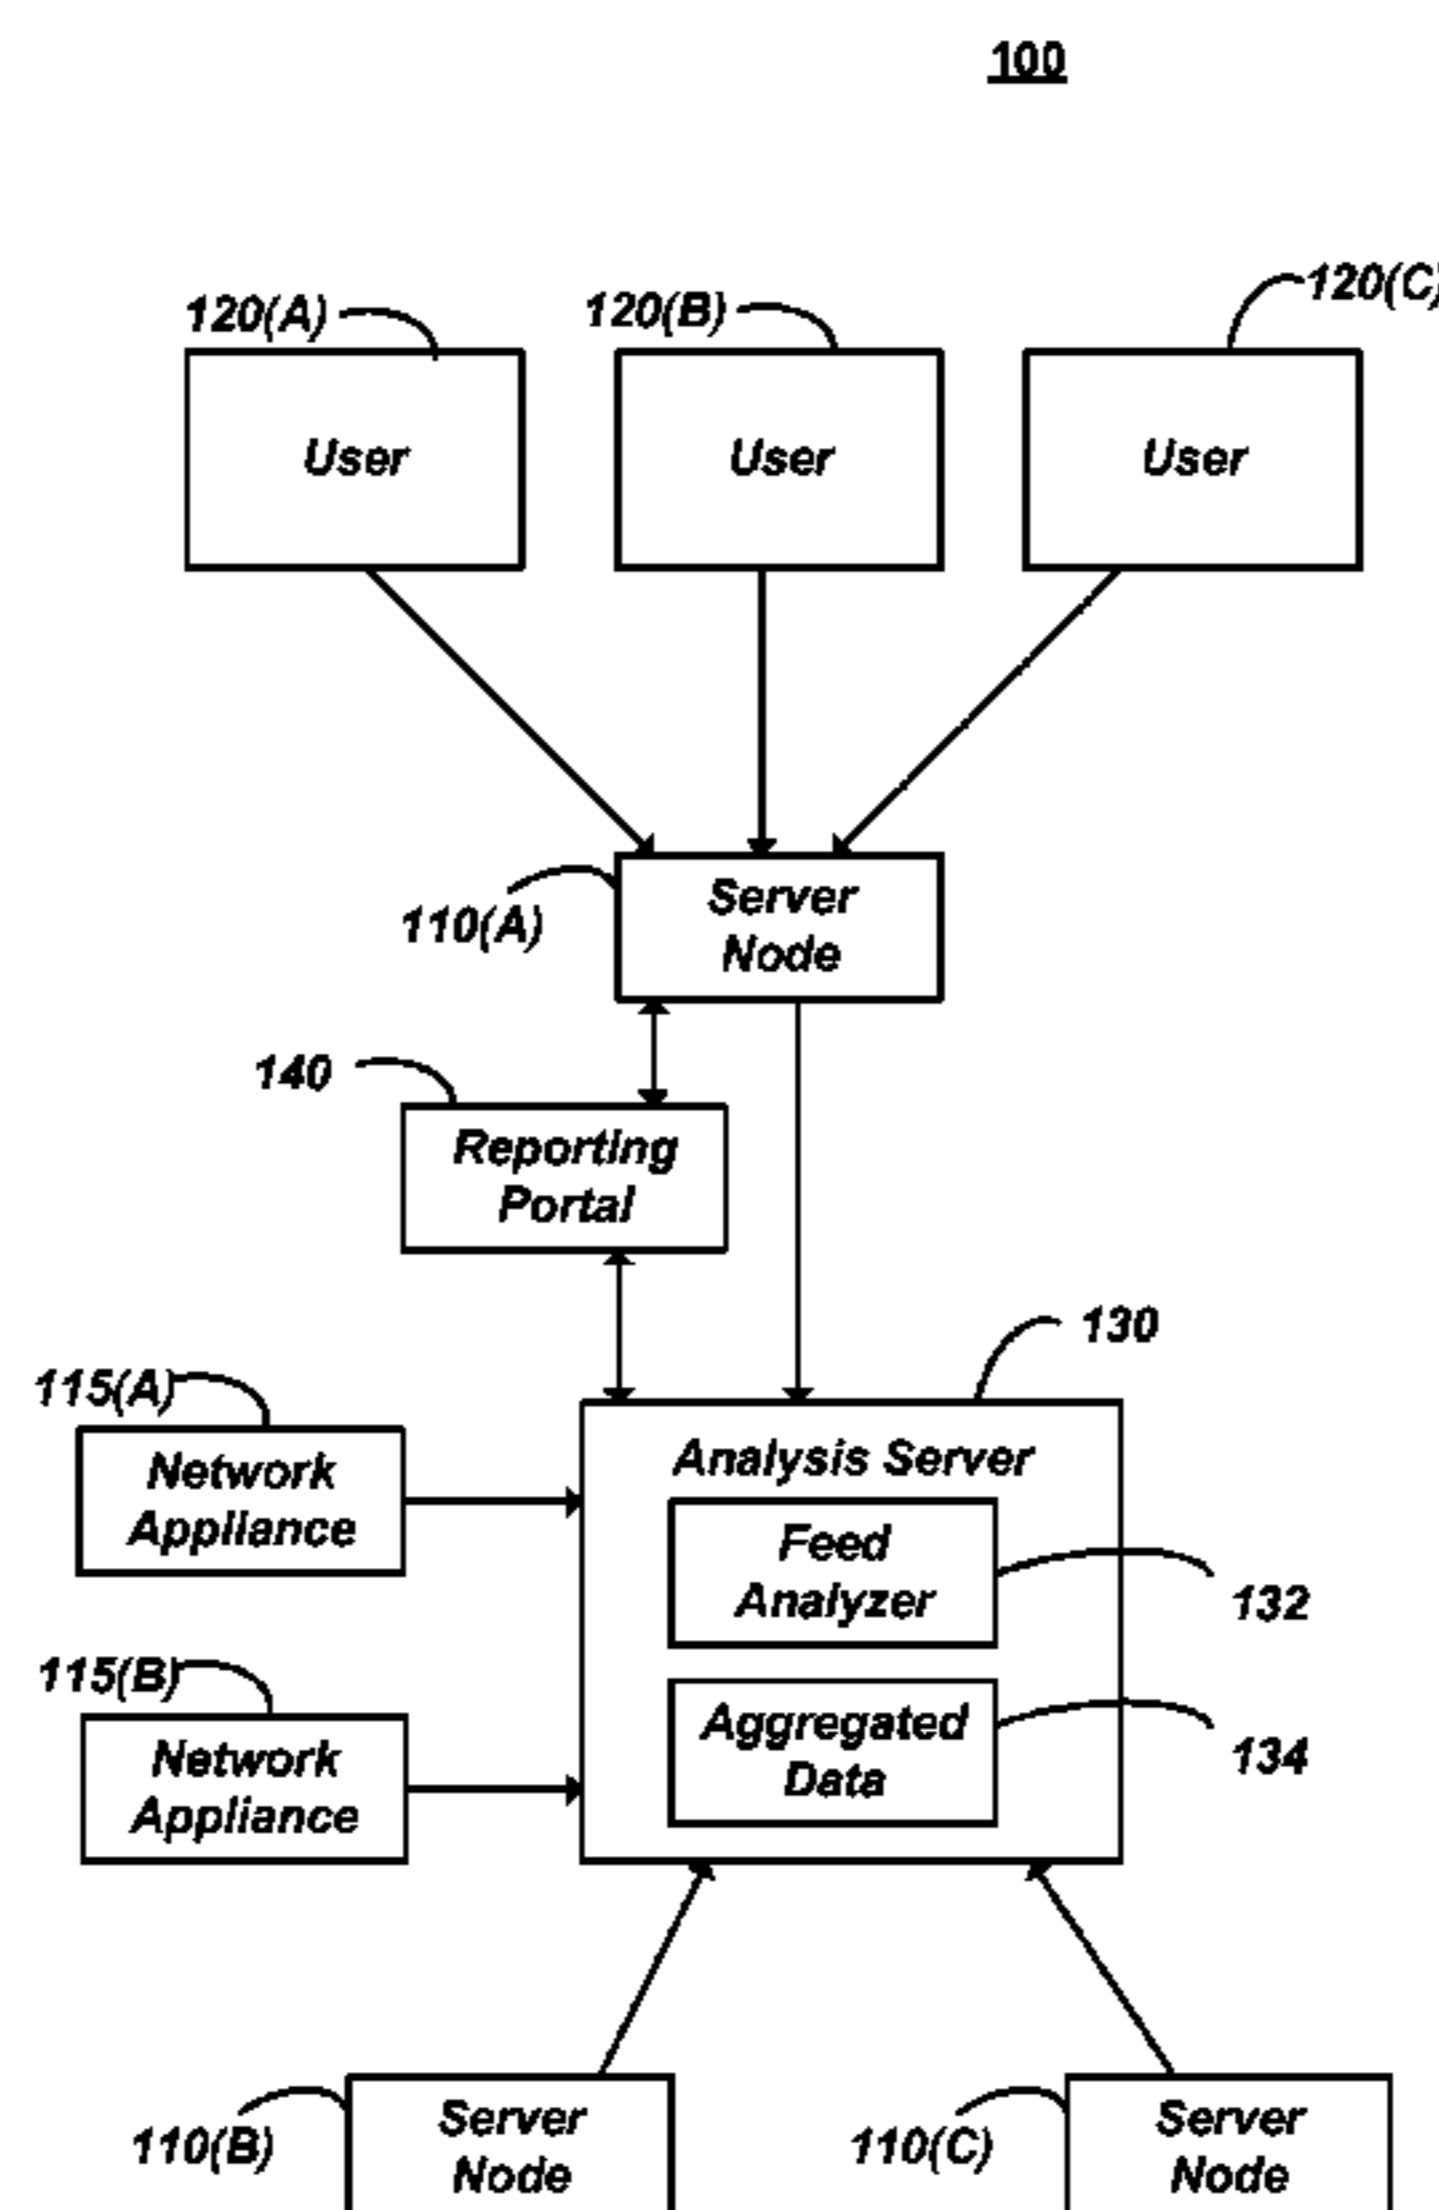 100
120(A)
120(B)
120(C)
User
User
User
110(A)
Server
Node
140
Reporting
Portal
130
115(A)
Network
Appliance
Analysis Server
Feed
Analyzer
132
115(B)
Network
Appliance
Aggregated
Data
134
110(B)
Server
Node
110(C)
Server
Node